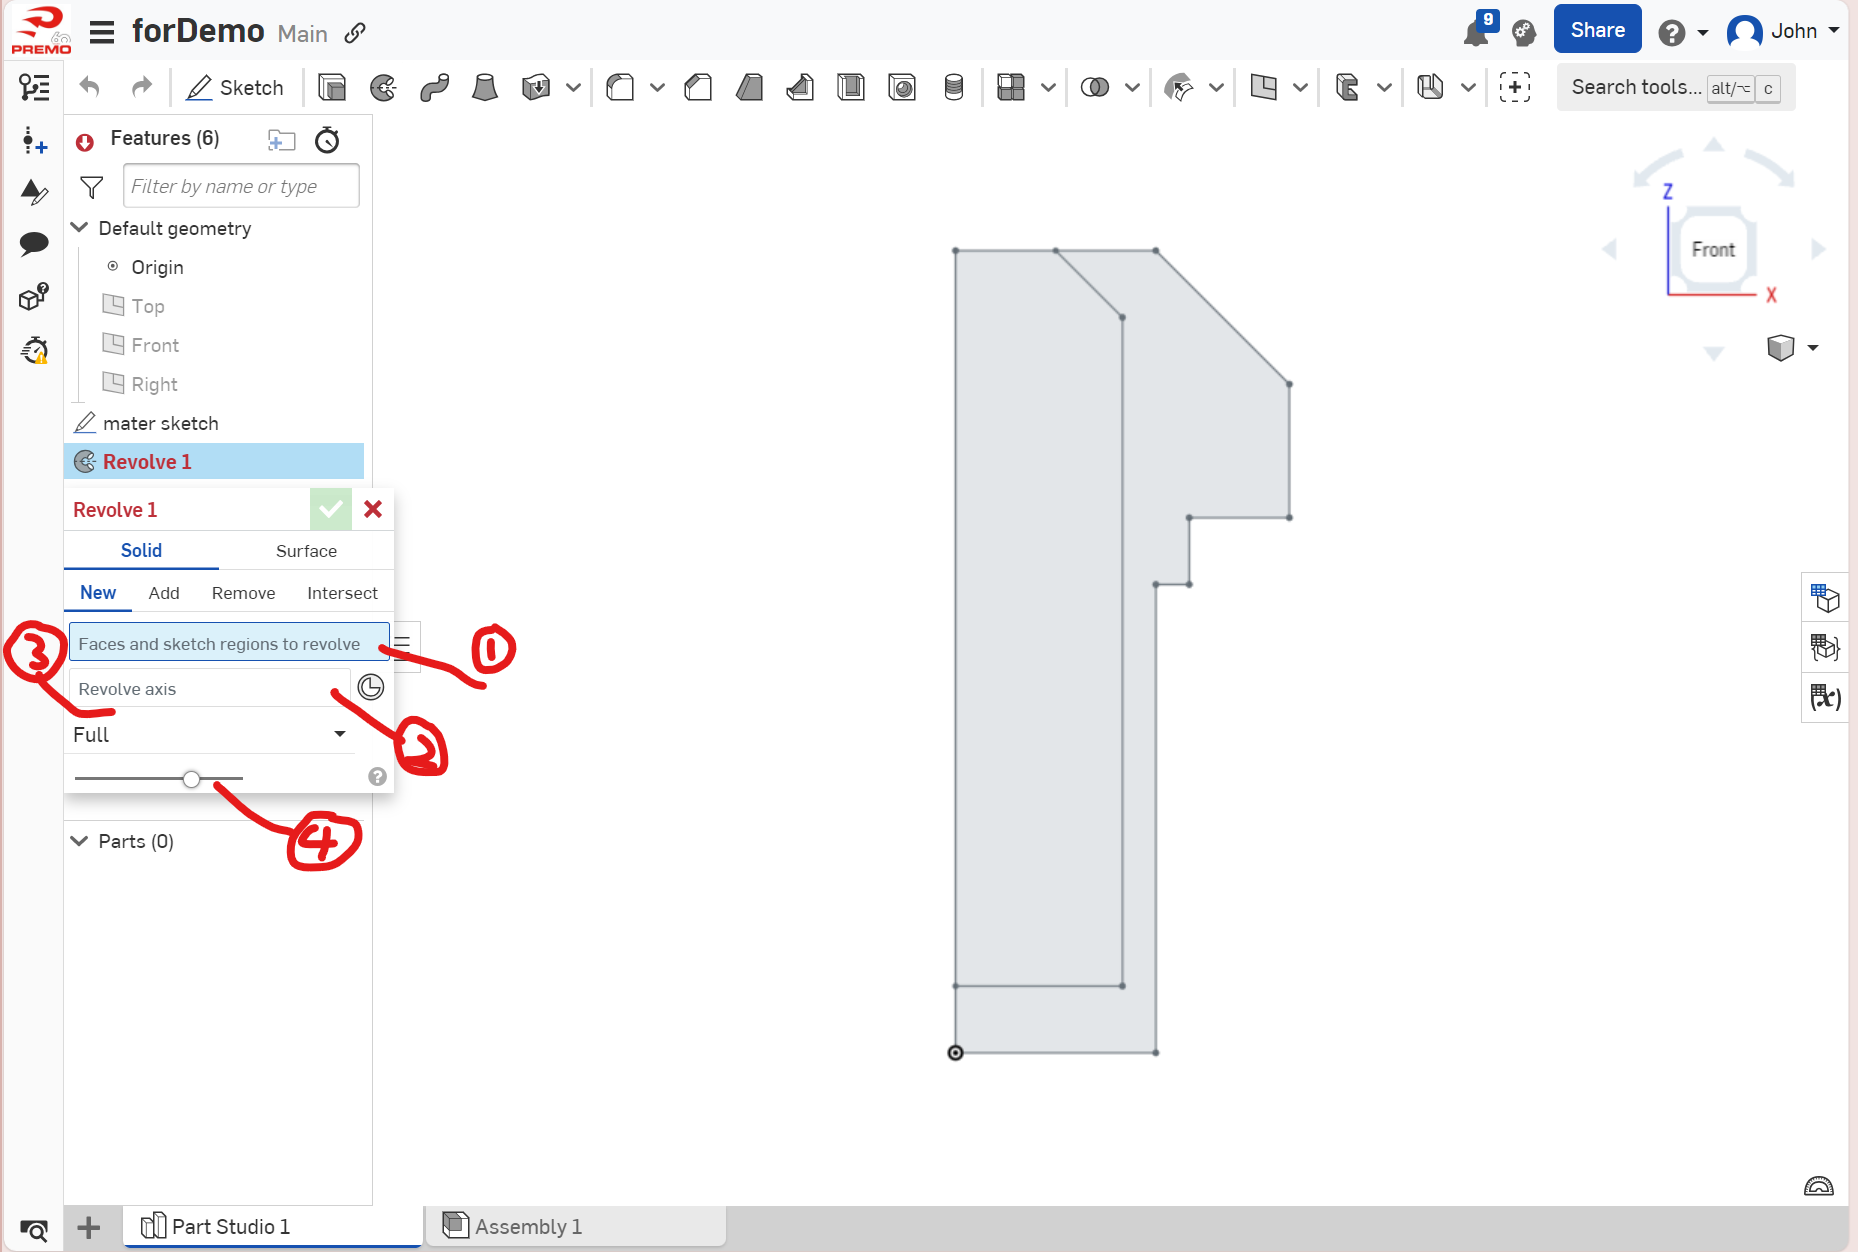 PREMO 60 forDemo Main 9 Share ? John
Sketch Search tools... alt/⌥ c
Features (6)
Filter by name or type
Default geometry
Origin
Top
Front
Right
mater sketch
Revolve 1
Revolve 1
Solid Surface
New Add Remove Intersect
Faces and sketch regions to revolve
Revolve axis
Full
?
3
1
2
4
Parts (0)
Z
Front
X
(x)
Part Studio 1 Assembly 1